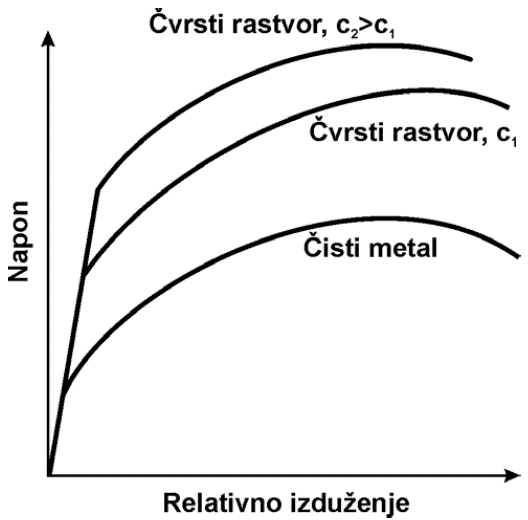 Čvrsti rastvor, c₂>c₁
Čvrsti rastvor, c₁
Čisti metal
Napon
Relativno izduženje